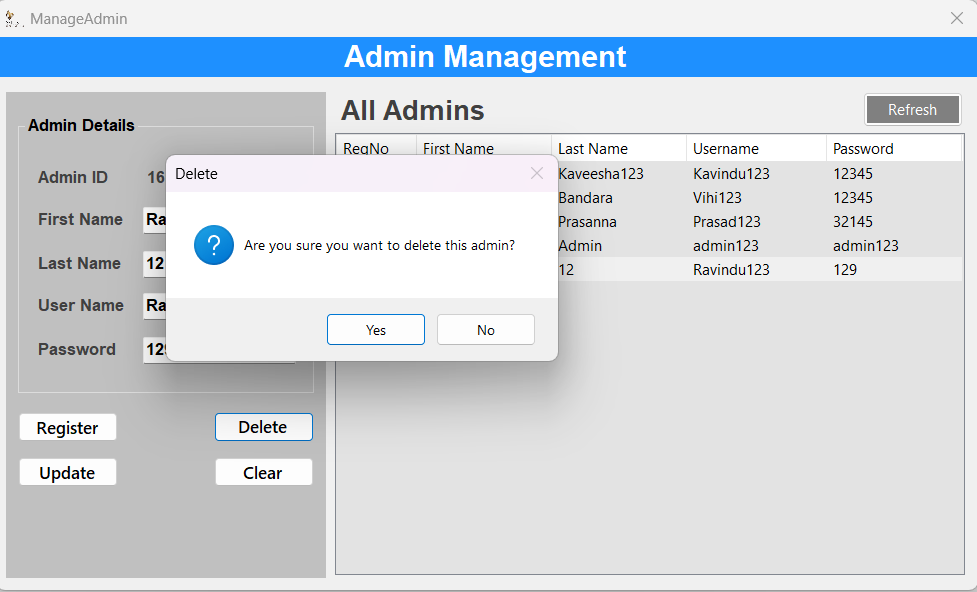 ManageAdmin
Admin Management
Admin Details
Admin ID 16
First Name Ra
Last Name 12
User Name Ra
Password 129
Register Delete
Update Clear
All Admins Refresh
RegNo First Name Last Name Username Password
Kaveesha123 Kavindu123 12345
Bandara Vihi123 12345
Prasanna Prasad123 32145
Admin admin123 admin123
12 Ravindu123 129
Delete
? Are you sure you want to delete this admin?
Yes No